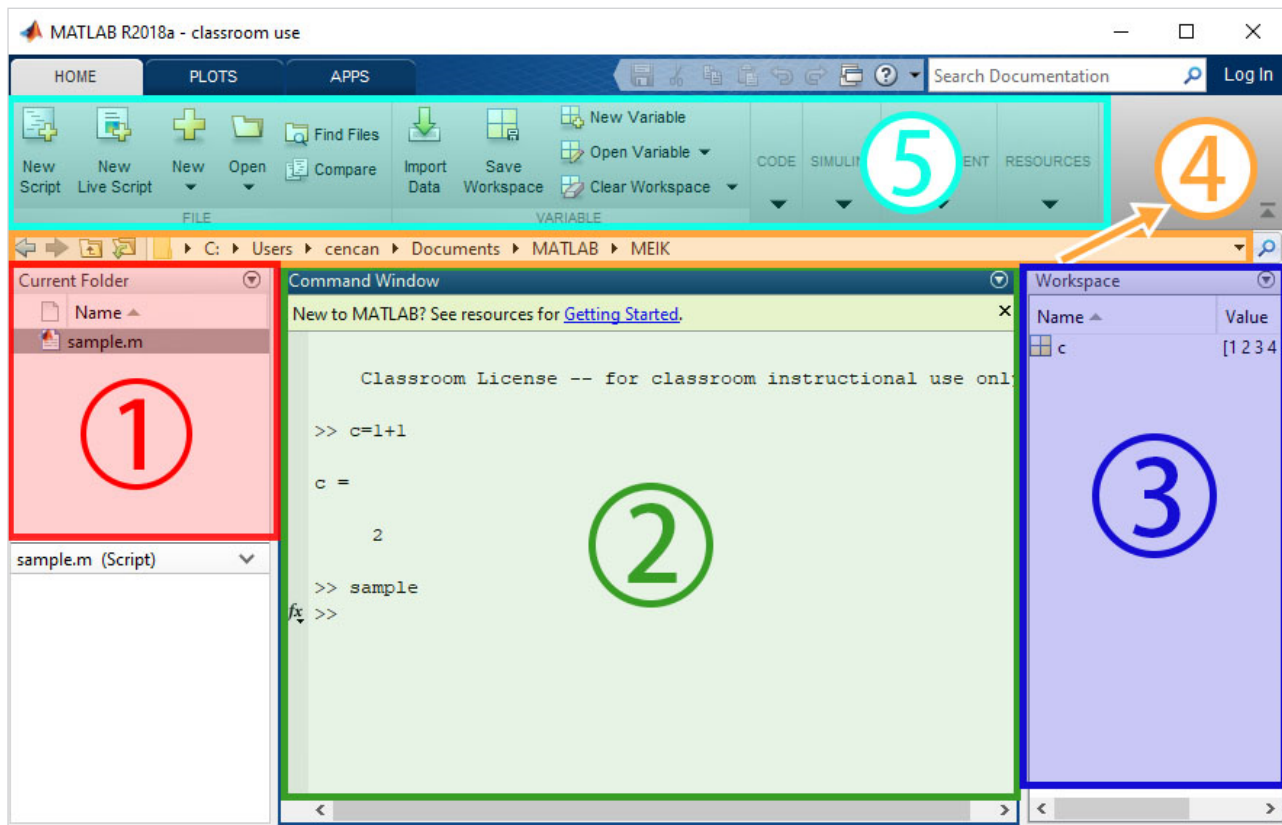 MATLAB R2018a - classroom use
HOME PLOTS APPS Search Documentation Log In
New Script
New Live Script
New
Open
Find Files
Compare
Import Data
Save Workspace
New Variable
Open Variable
Clear Workspace
CODE
SIMULIN
ENT
RESOURCES
FILE VARIABLE
5
4
C: Users cencan Documents MATLAB MEIK
Current Folder
Name
sample.m
1
sample.m (Script)
Command Window
New to MATLAB? See resources for Getting Started.
Classroom License -- for classroom instructional use only
>> c=1+1
c =
2
>> sample
fx >>
2
Workspace
Name Value
c [1 2 3 4
3